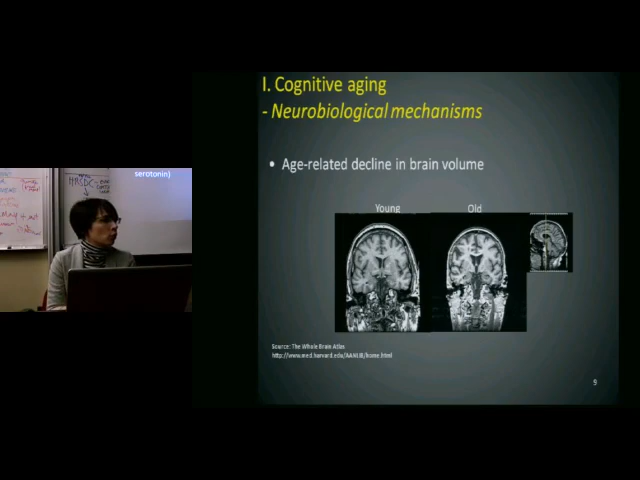 I. Cognitive aging
- Neurobiological mechanisms
• Age-related decline in brain volume
Young Old
Source: The Whole Brain Atlas
http://www.med.harvard.edu/AANLIB/home.html
9
serotonin)